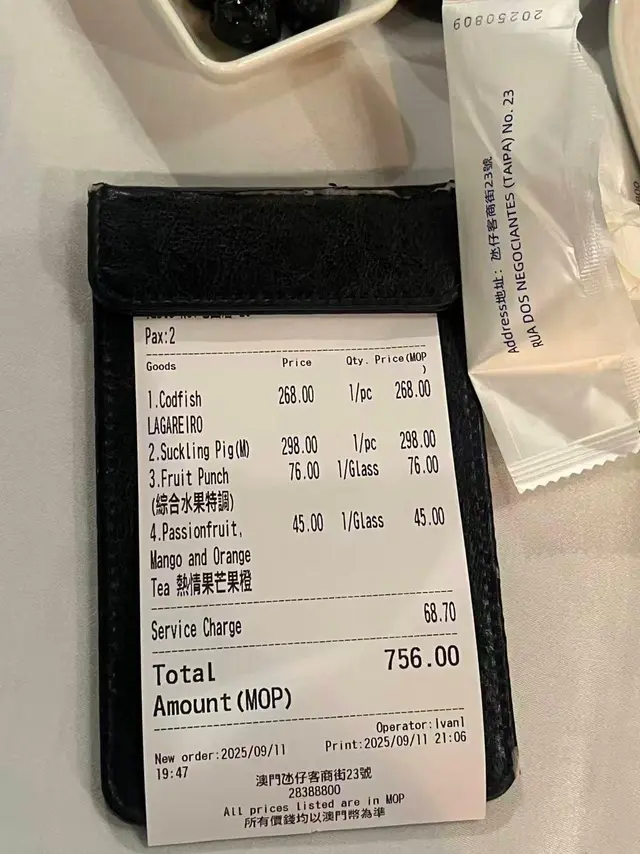 20250809
Address地址：氹仔客商街23號
RUA DOS NEGOCIANTES (TAIPA) No. 23
Pax:2
Goods Price Qty. Price(MOP
)
1.Codfish 268.00 1/pc 268.00
LAGAREIRO
2.Suckling Pig(M) 298.00 1/pc 298.00
3.Fruit Punch 76.00 1/Glass 76.00
(綜合水果特調)
4.Passionfruit, 45.00 1/Glass 45.00
Mango and Orange
Tea 熱情果芒果橙
Service Charge 68.70
Total 756.00
Amount(MOP)
Operator:Ivan1
New order:2025/09/11 Print:2025/09/11 21:06
19:47
澳門氹仔客商街23號
28388800
All prices listed are in MOP
所有價錢均以澳門幣為準